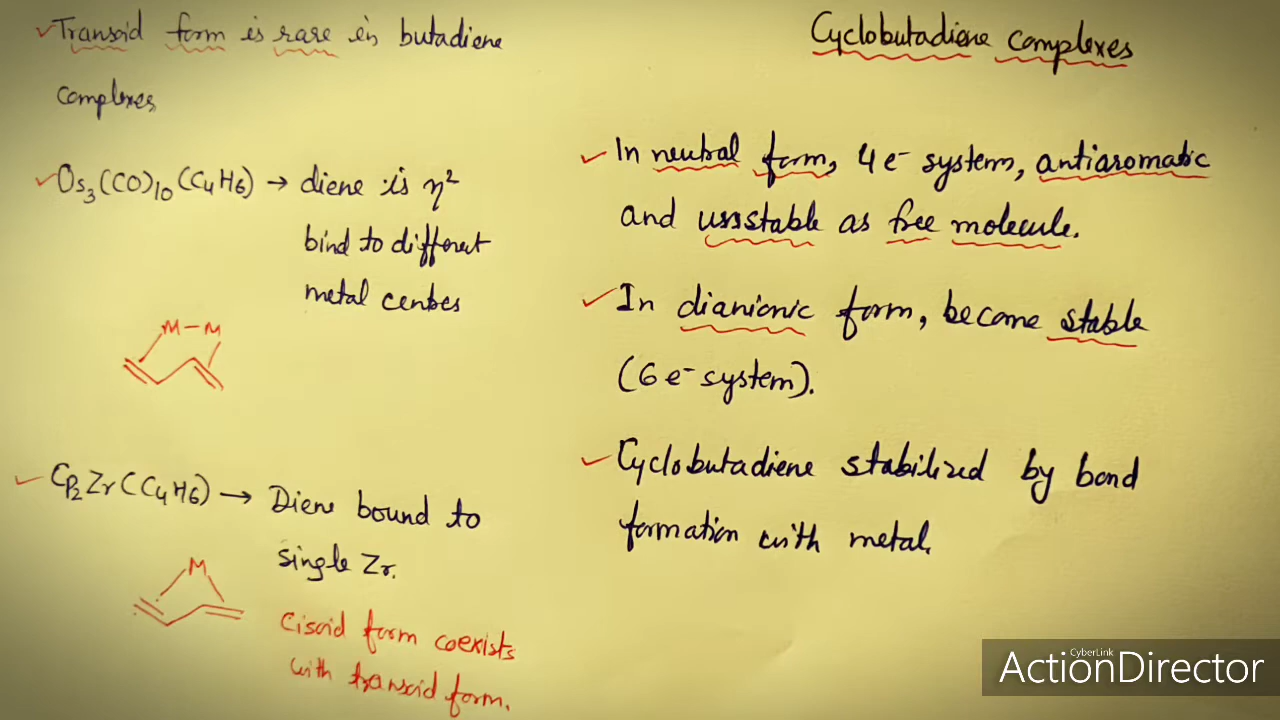 Transoid form is rare in butadiene
complexes
Os3(CO)10(C4H6) → diene is η²
bind to different
metal centres
M-M
Cp2Zr(C4H6) → Diene bound to
single Zr.
M
Cisoid form coexists
with transoid form.
Cyclobutadiene complexes
In neutral form, 4e⁻ system, antiaromatic
and unstable as free molecule.
In dianionic form, become stable
(6e⁻ system).
Cyclobutadiene stabilized by bond
formation with metal.
CyberLink
ActionDirector